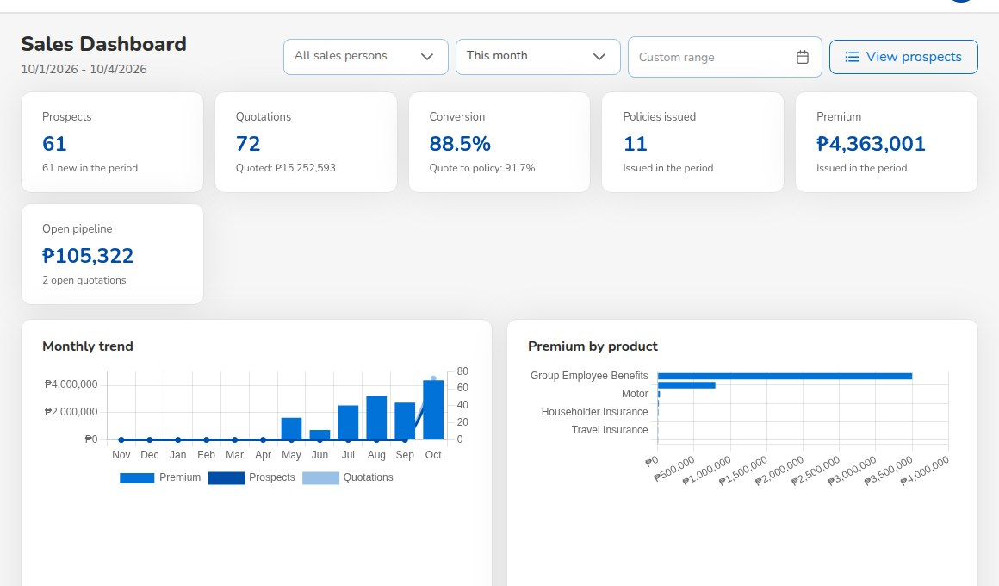 Sales Dashboard
10/1/2026 - 10/4/2026
All sales persons
This month
Custom range
View prospects
Prospects
61
61 new in the period
Quotations
72
Quoted: ₱15,252,593
Conversion
88.5%
Quote to policy: 91.7%
Policies issued
11
Issued in the period
Premium
₱4,363,001
Issued in the period
Open pipeline
₱105,322
2 open quotations
Monthly trend
₱4,000,000
₱2,000,000
₱0
80
60
40
20
0
Nov Dec Jan Feb Mar Apr May Jun Jul Aug Sep Oct
Premium Prospects Quotations
Premium by product
Group Employee Benefits
Motor
Householder Insurance
Travel Insurance
₱0 ₱500,000 ₱1,000,000 ₱1,500,000 ₱2,000,000 ₱2,500,000 ₱3,000,000 ₱3,500,000 ₱4,000,000